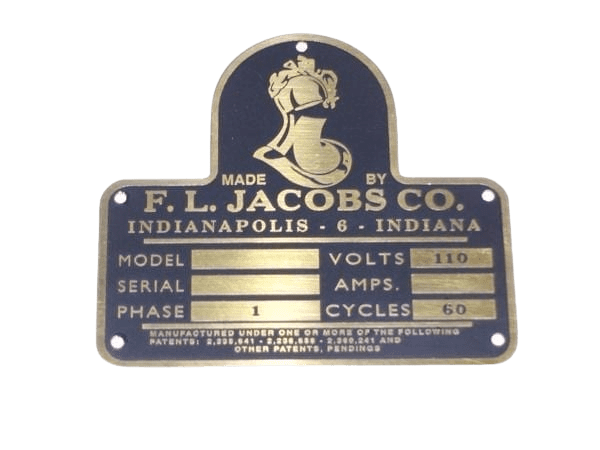 MADE BY
F. L. JACOBS CO.
INDIANAPOLIS - 6 - INDIANA
MODEL VOLTS 110
SERIAL AMPS.
PHASE 1 CYCLES 60
MANUFACTURED UNDER ONE OR MORE OF THE FOLLOWING
PATENTS: AND
OTHER PATENTS, PENDINGS